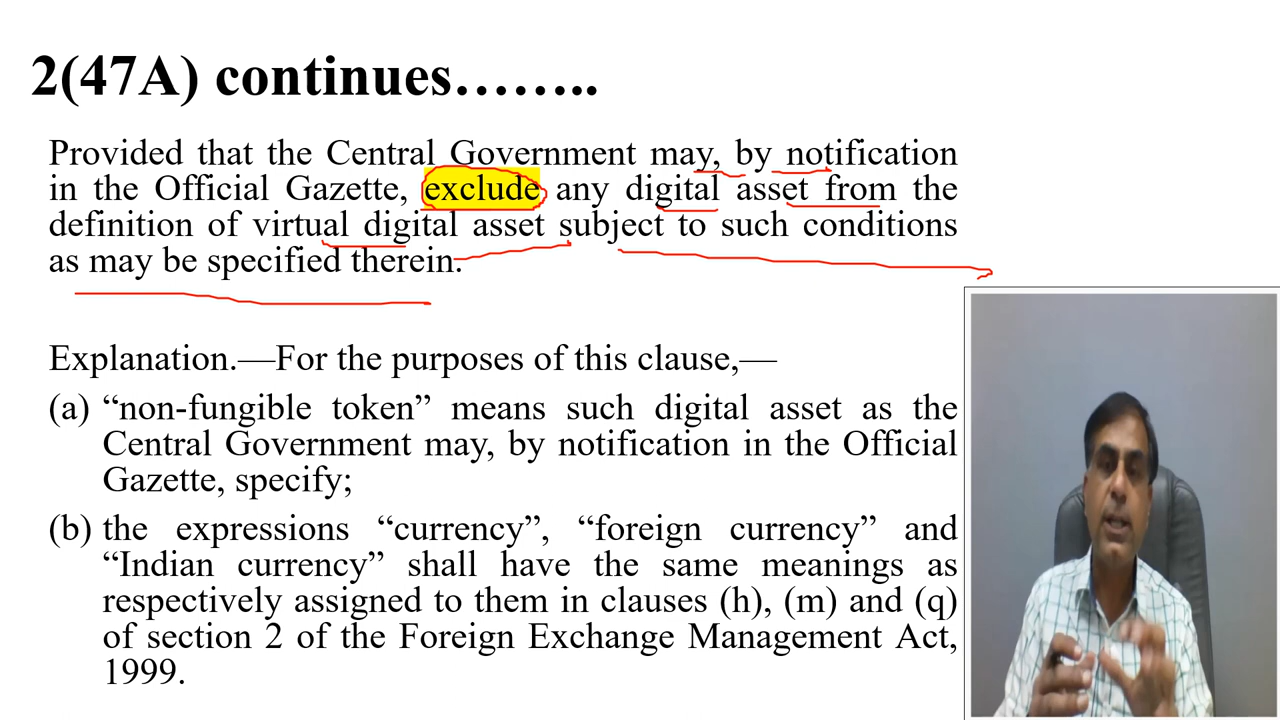 2(47A) continues……..
Provided that the Central Government may, by notification
in the Official Gazette, exclude any digital asset from the
definition of virtual digital asset subject to such conditions
as may be specified therein.
Explanation.—For the purposes of this clause,—
(a) “non-fungible token” means such digital asset as the
Central Government may, by notification in the Official
Gazette, specify;
(b) the expressions “currency”, “foreign currency” and
“Indian currency” shall have the same meanings as
respectively assigned to them in clauses (h), (m) and (q)
of section 2 of the Foreign Exchange Management Act,
1999.